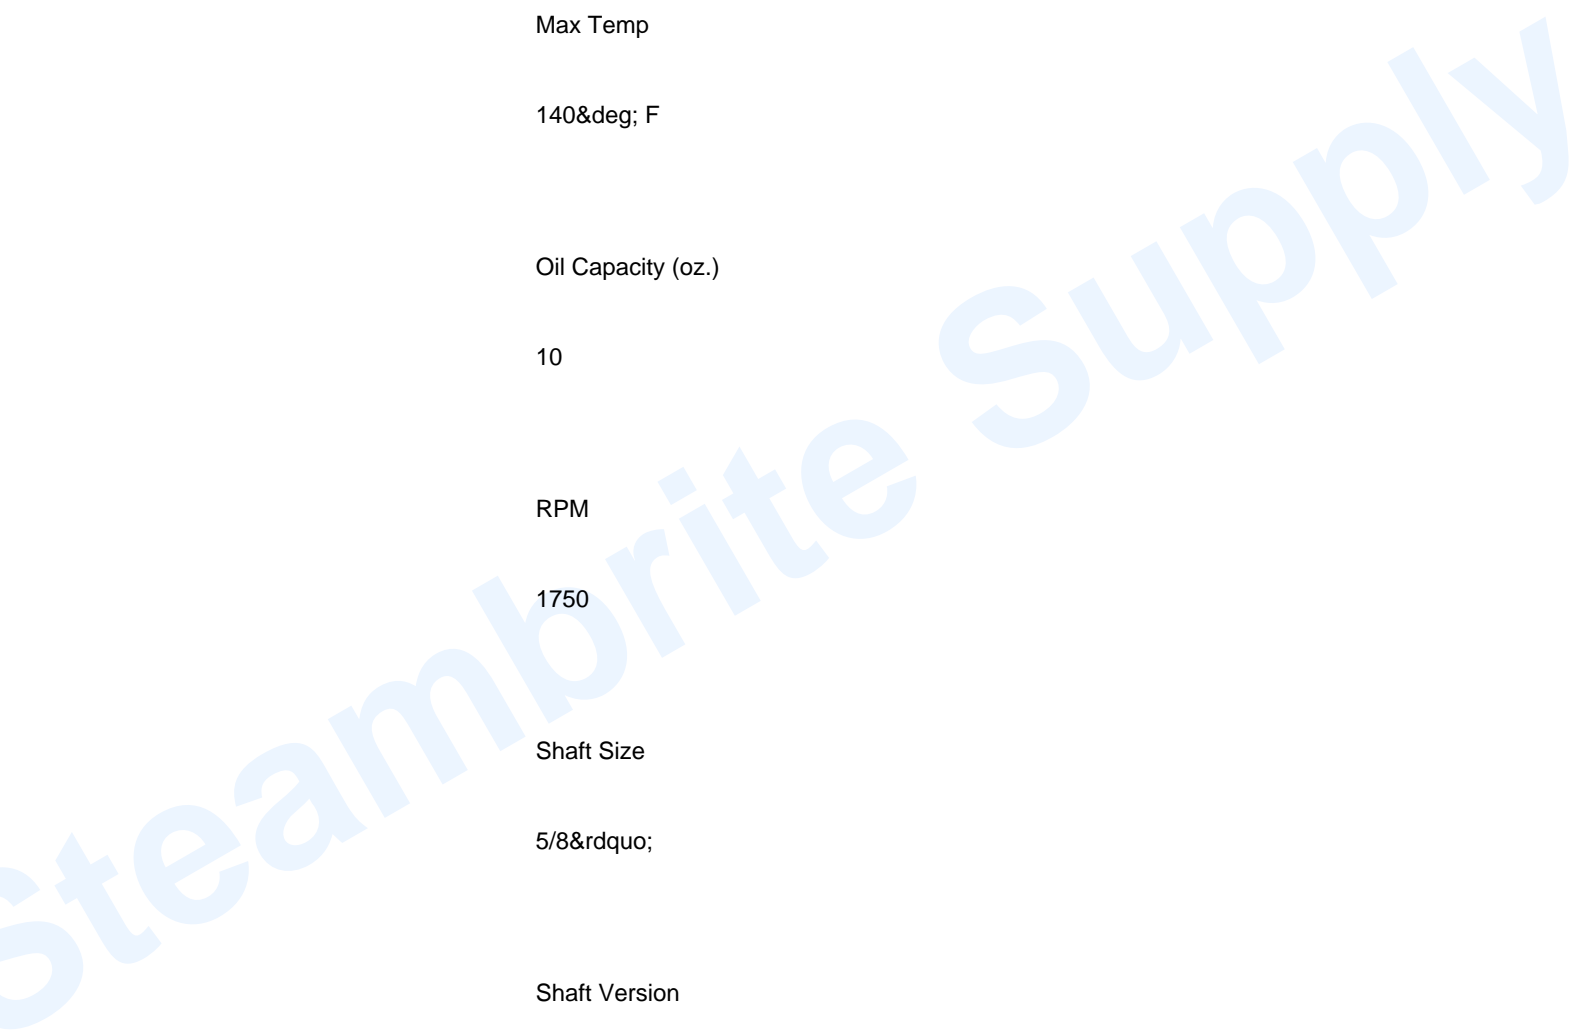 Max Temp
140&deg; F
Oil Capacity (oz.)
10
RPM
1750
Shaft Size
5/8&rdquo;
Shaft Version
Steambrite Supply